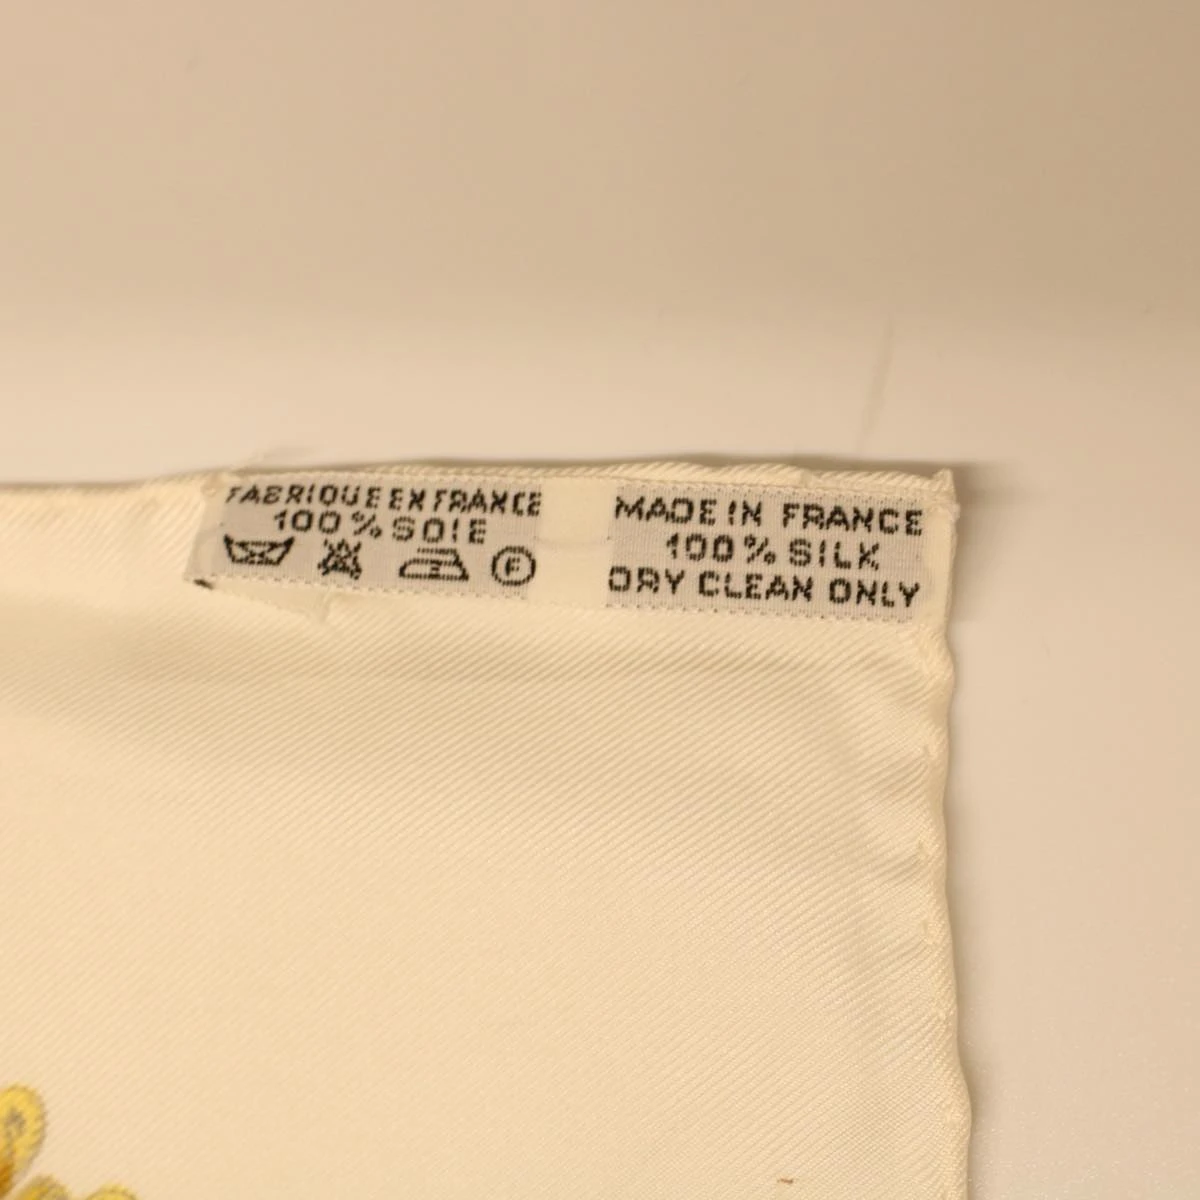 FABRIQUE EN FRANCE
100% SOIE
F
MADE IN FRANCE
100% SILK
DRY CLEAN ONLY